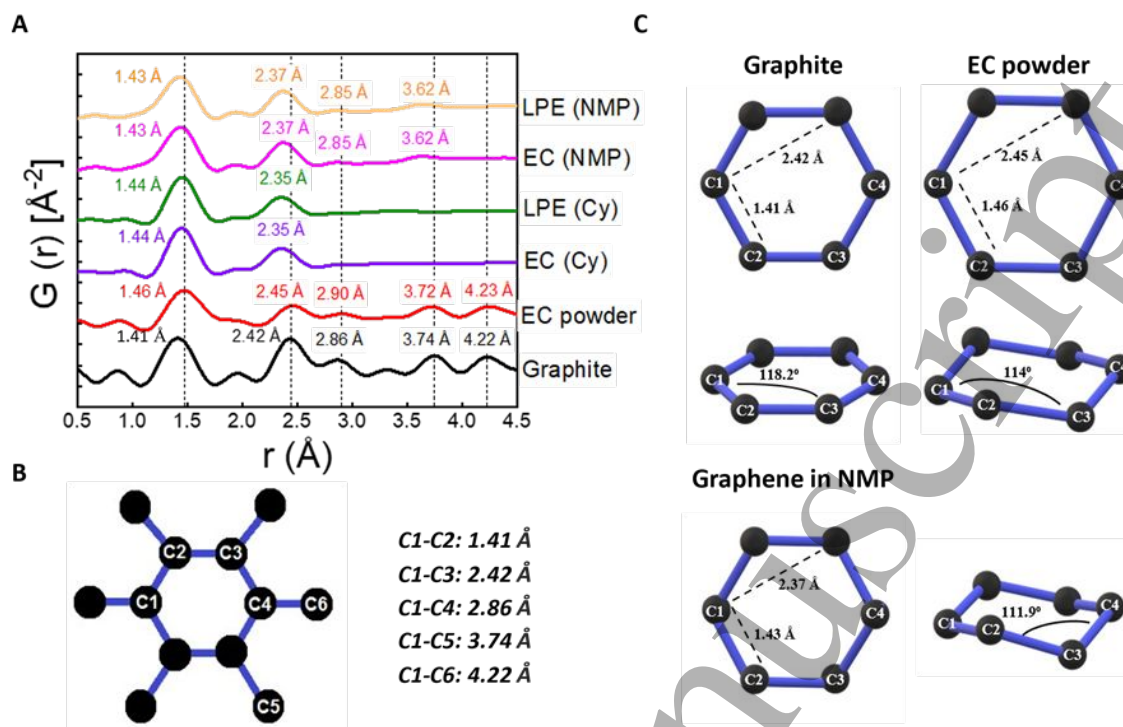 A
1.43 Å
2.37 Å
2.85 Å
3.62 Å
LPE (NMP)
1.43 Å
2.37 Å
2.85 Å
3.62 Å
EC (NMP)
1.44 Å
2.35 Å
LPE (Cy)
1.44 Å
2.35 Å
EC (Cy)
1.46 Å
2.45 Å
2.90 Å
3.72 Å
4.23 Å
EC powder
1.41 Å
2.42 Å
2.86 Å
3.74 Å
4.22 Å
Graphite
G (r) [Å⁻²]
0.5 1.0 1.5 2.0 2.5 3.0 3.5 4.0 4.5
r (Å)
B
C2 C3
C1 C4 C6
C5
C1-C2: 1.41 Å
C1-C3: 2.42 Å
C1-C4: 2.86 Å
C1-C5: 3.74 Å
C1-C6: 4.22 Å
C
Graphite
2.42 Å
C1 C4
1.41 Å
C2 C3
118.2º
C1 C4
C2 C3
EC powder
2.45 Å
C1 C4
1.46 Å
C2 C3
114º
C1 C4
C2 C3
Graphene in NMP
2.37 Å
C1 C4
1.43 Å
C2 C3
111.9º
C1 C2 C4
C3
nuscrip